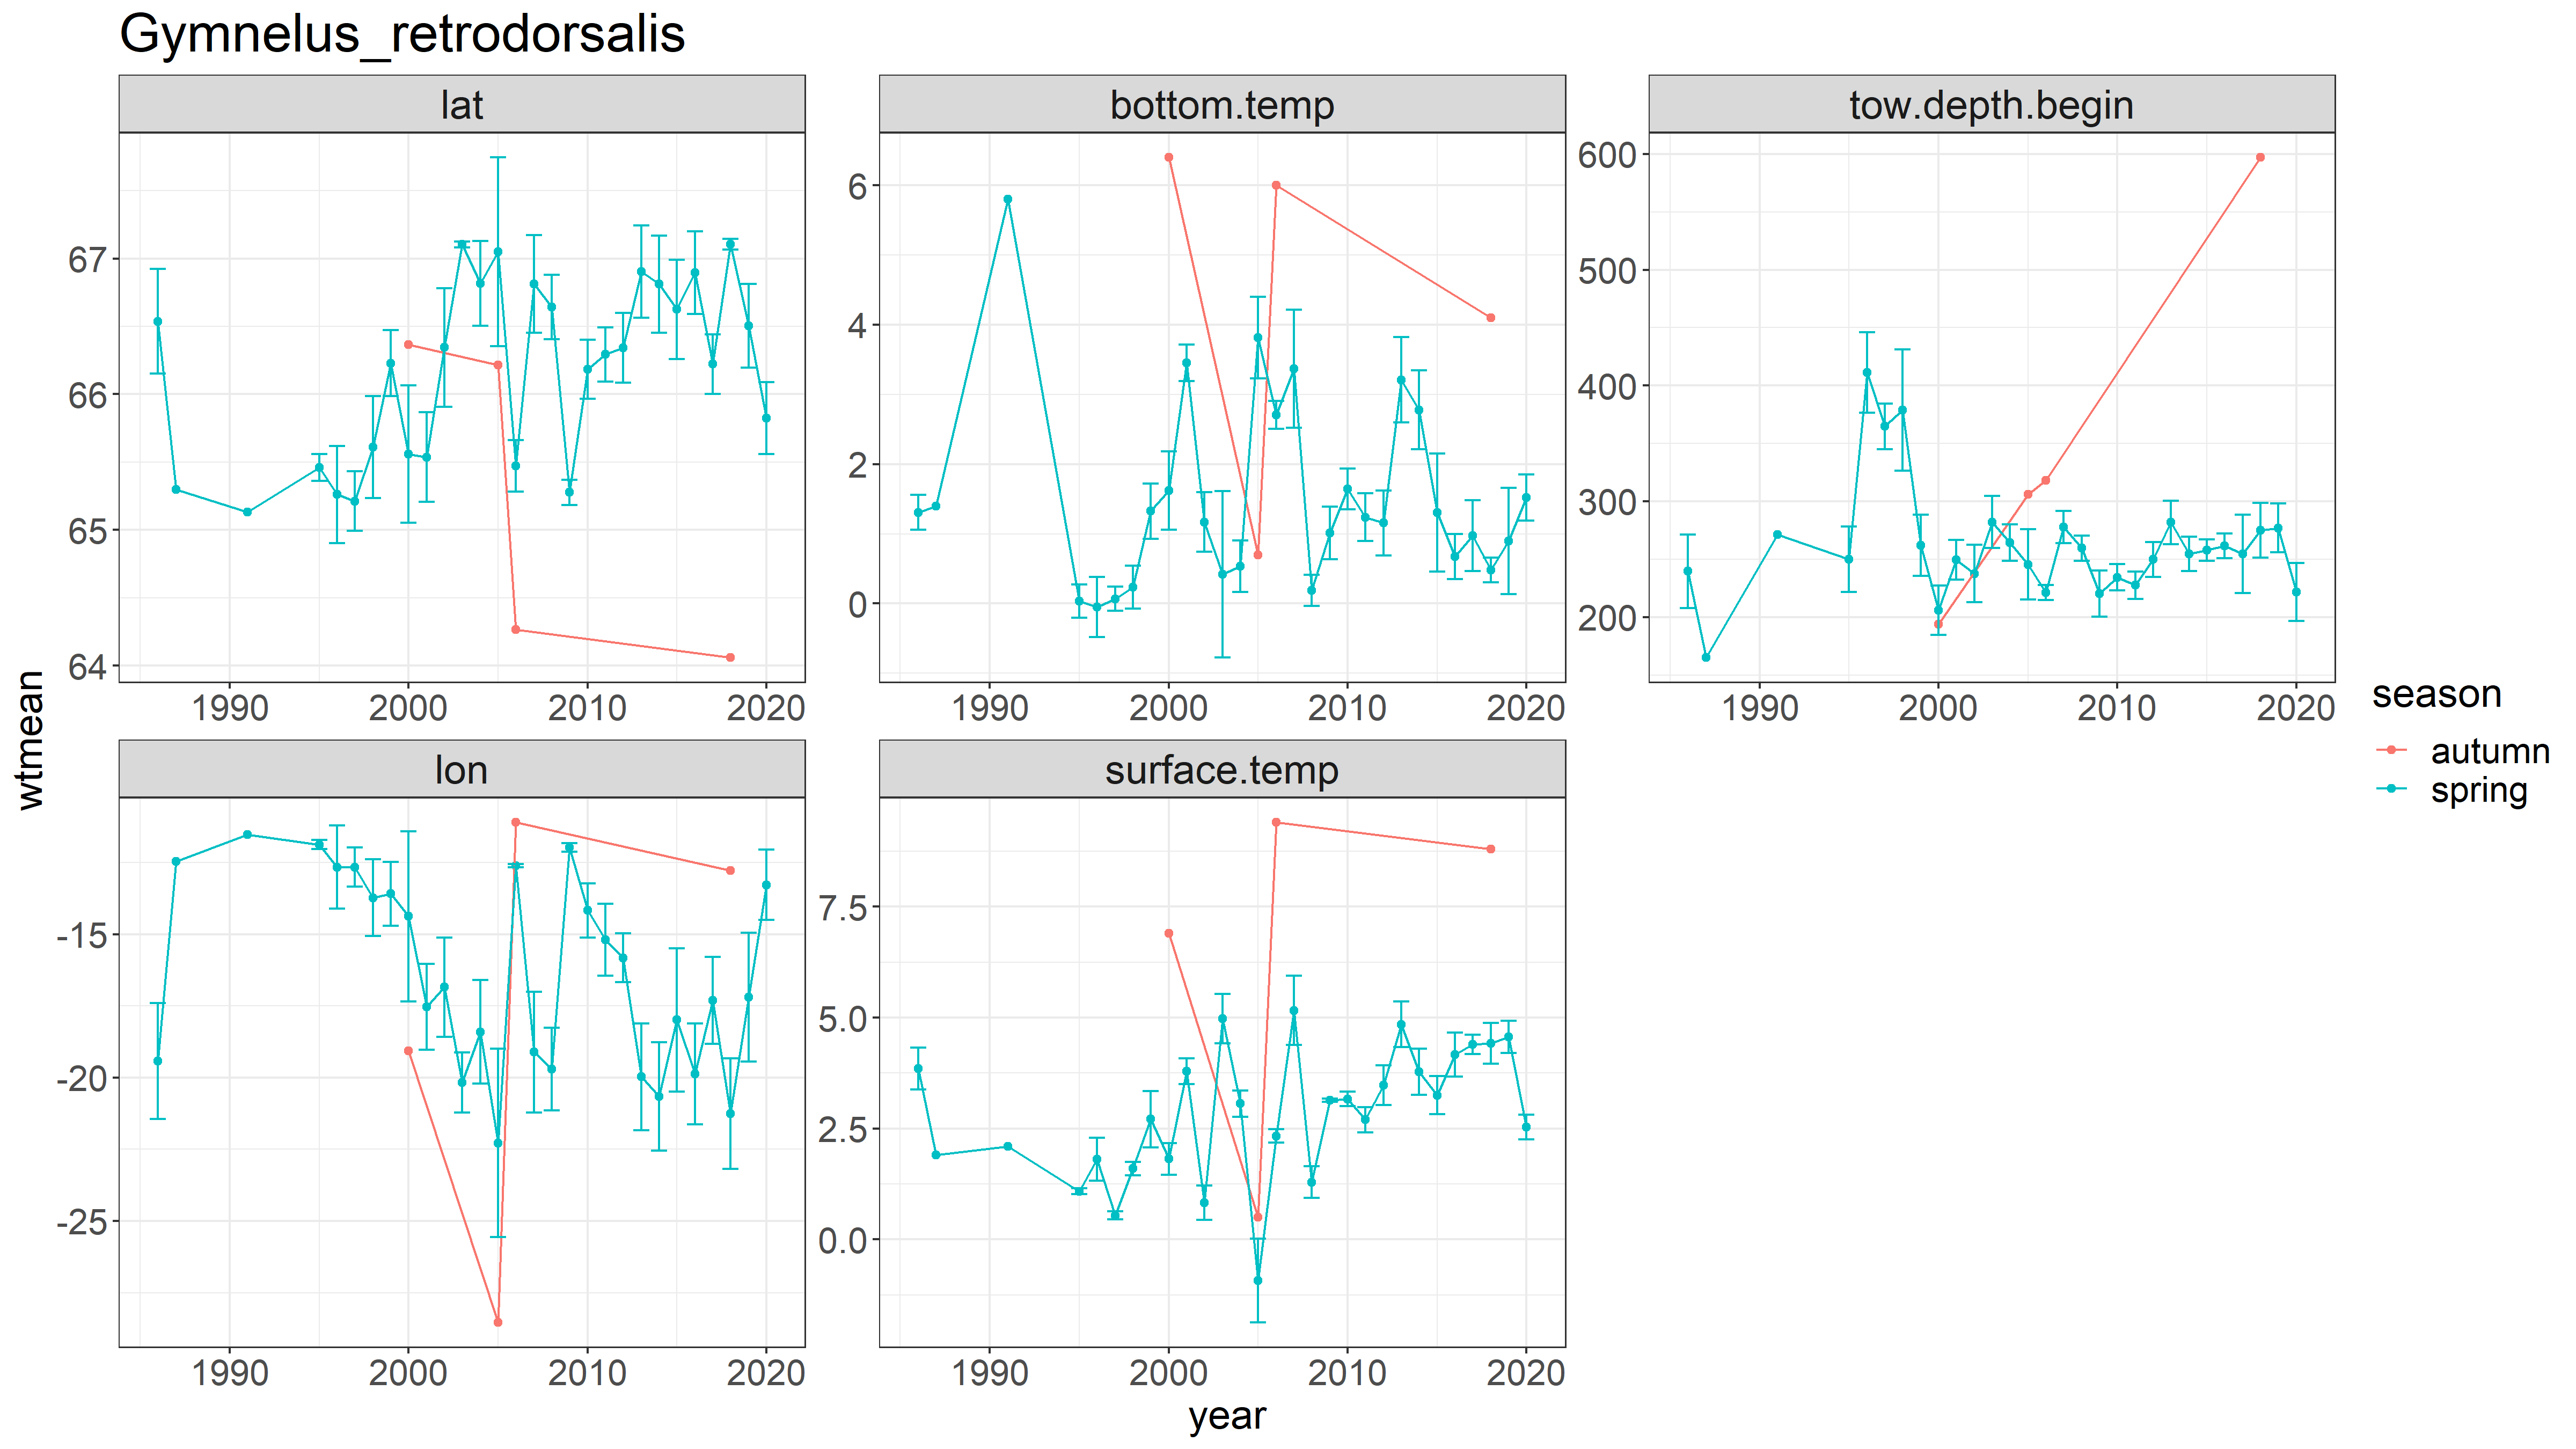 Gymnelus_retrodorsalis
lat
bottom.temp
tow.depth.begin
67
66
65
64
6
4
2
0
600
500
400
300
200
1990 2000 2010 2020
1990 2000 2010 2020
1990 2000 2010 2020
wtmean
lon
surface.temp
-15
-20
-25
7.5
5.0
2.5
0.0
1990 2000 2010 2020
1990 2000 2010 2020
year
season
autumn
spring